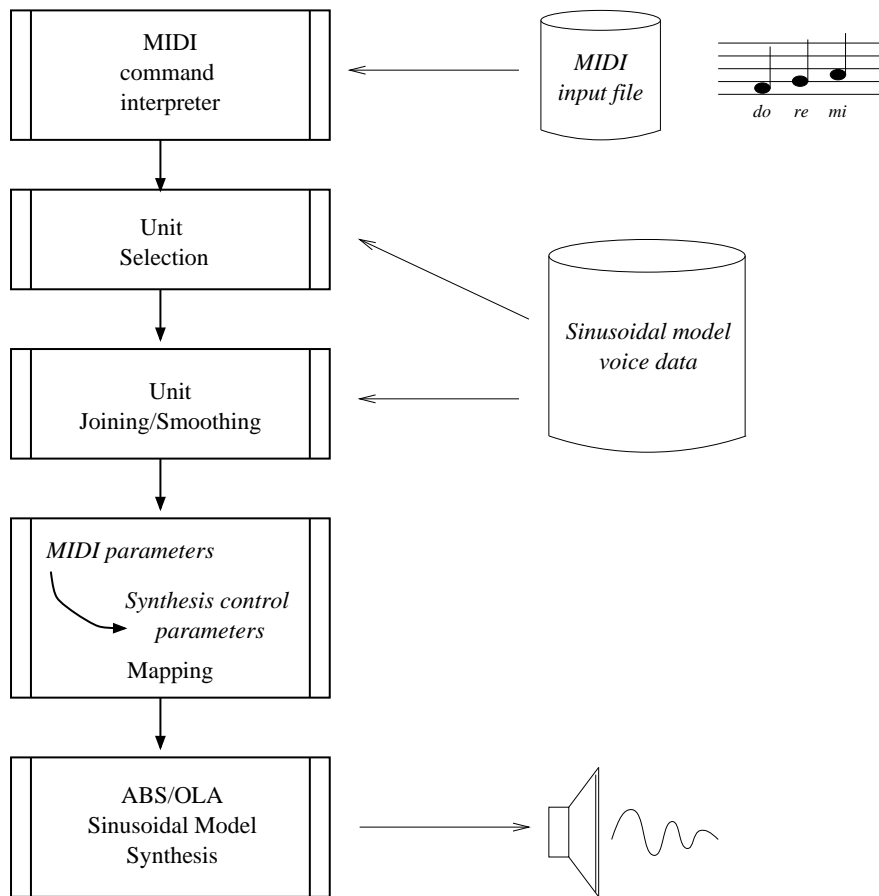 MIDI
command
interpreter
MIDI
input file
do re mi
Unit
Selection
Sinusoidal model
voice data
Unit
Joining/Smoothing
MIDI parameters
Synthesis control
parameters
Mapping
ABS/OLA
Sinusoidal Model
Synthesis